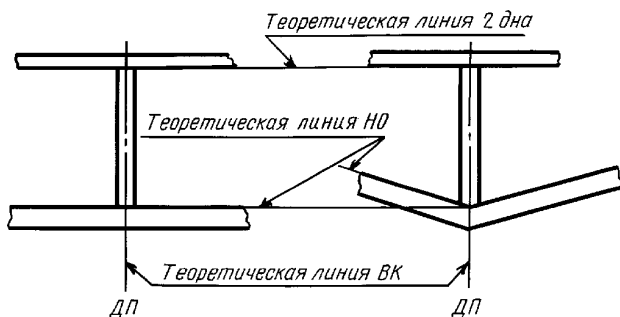 Теоретическая линия 2 дна
Теоретическая линия НО
Теоретическая линия ВК
ДП
ДП